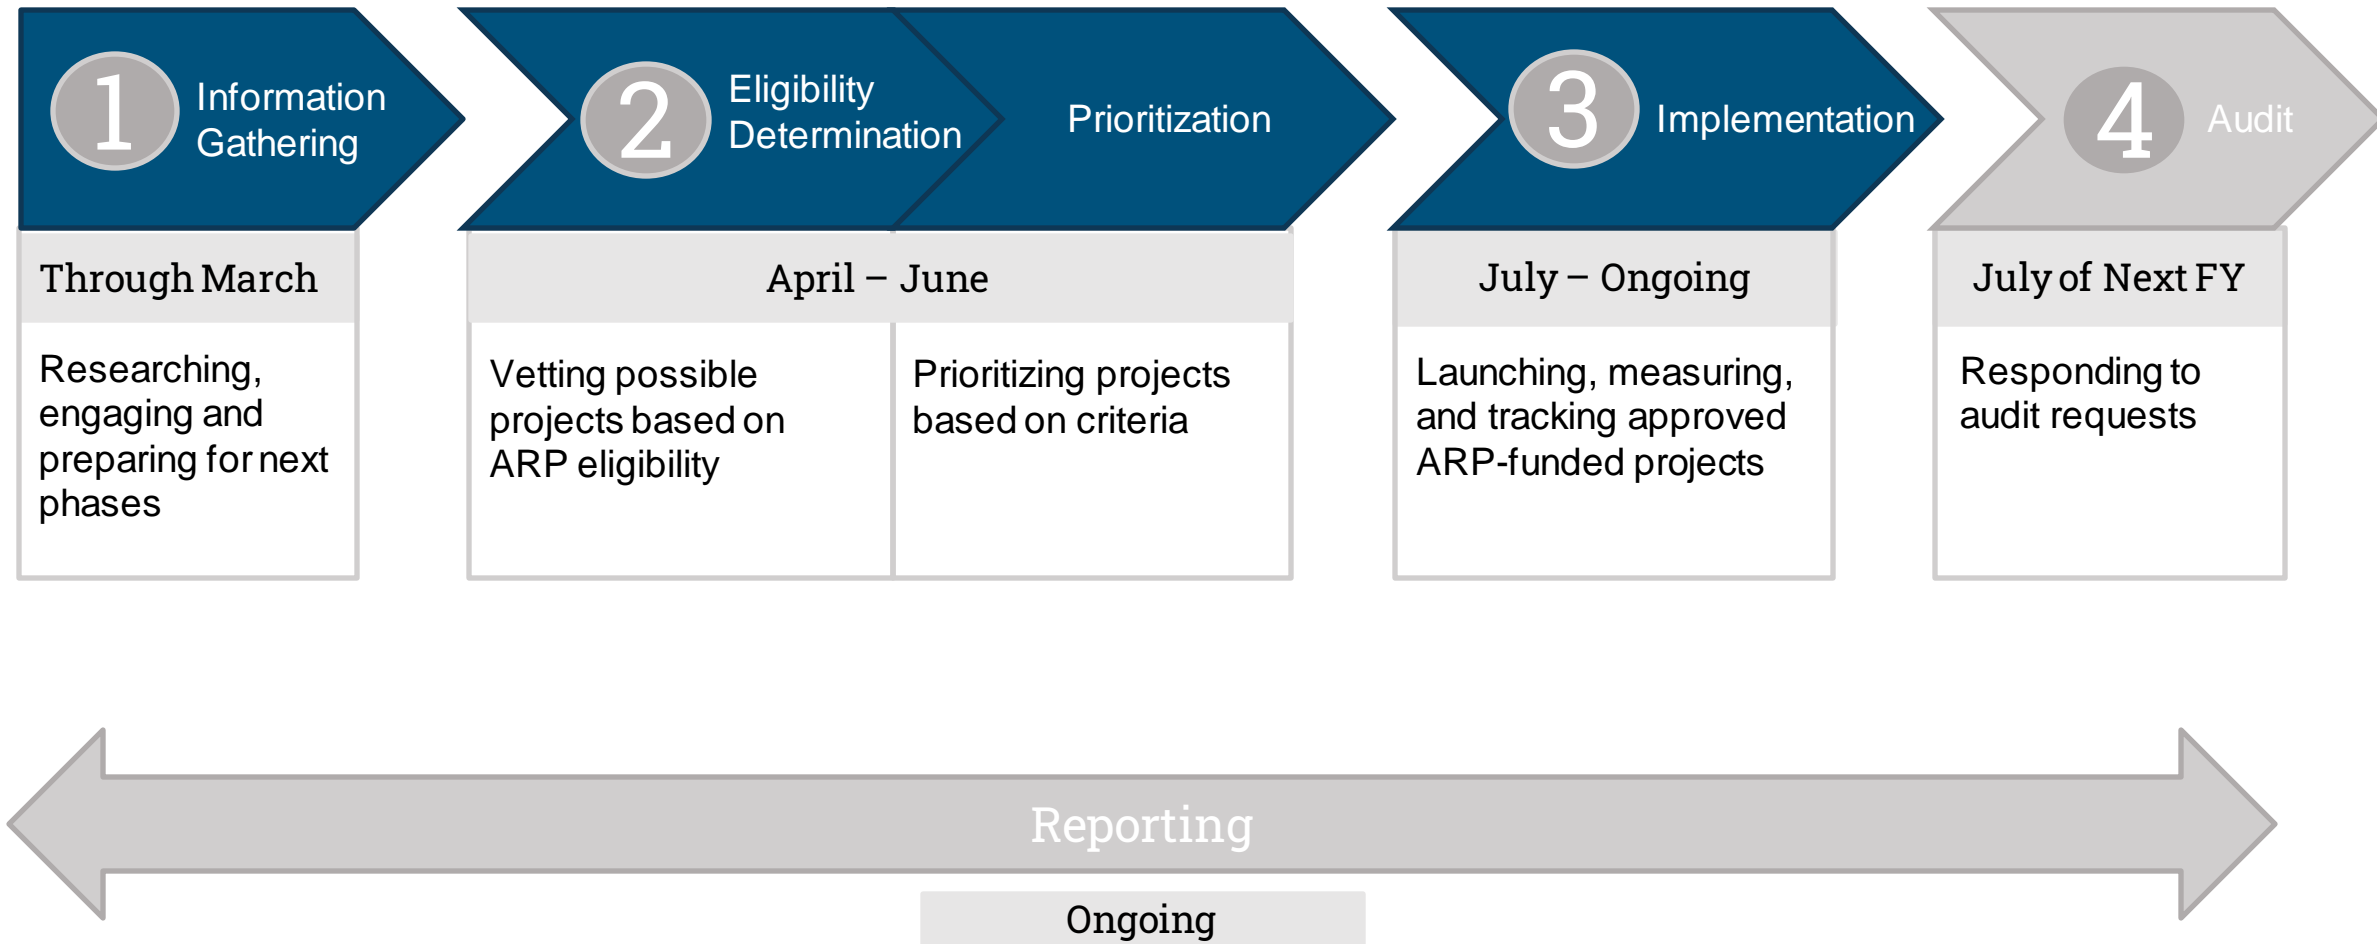 1
Information
Gathering
2
Eligibility
Determination
Prioritization
3
Implementation
4
Audit
Through March
April – June
July – Ongoing
July of Next FY
Researching,
engaging and
preparing for next
phases
Vetting possible
projects based on
ARP eligibility
Prioritizing projects
based on criteria
Launching, measuring,
and tracking approved
ARP-funded projects
Responding to
audit requests
Reporting
Ongoing